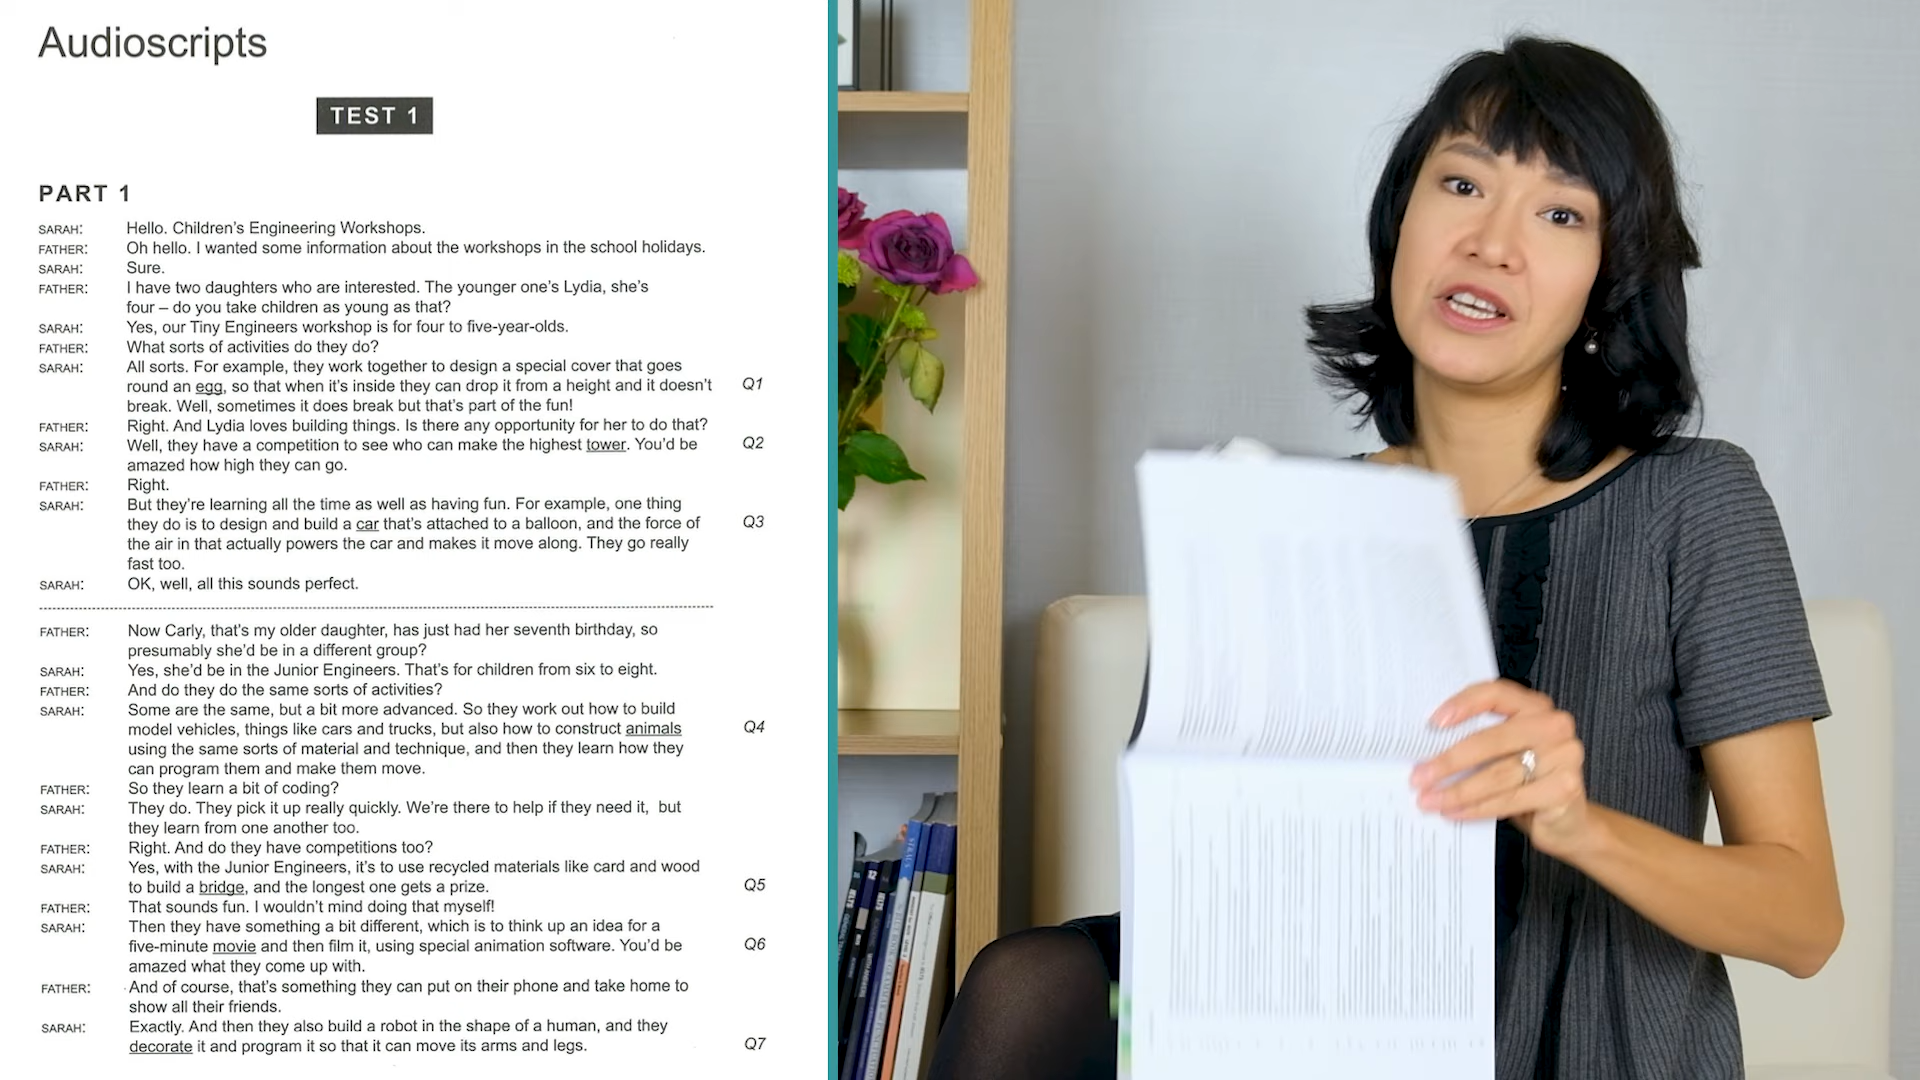 Audioscripts
TEST 1
PART 1
SARAH: Hello. Children's Engineering Workshops.
FATHER: Oh hello. I wanted some information about the workshops in the school holidays.
SARAH: Sure.
FATHER: I have two daughters who are interested. The younger one's Lydia, she's
four – do you take children as young as that?
SARAH: Yes, our Tiny Engineers workshop is for four to five-year-olds.
FATHER: What sorts of activities do they do?
SARAH: All sorts. For example, they work together to design a special cover that goes
round an egg, so that when it's inside they can drop it from a height and it doesn't Q1
break. Well, sometimes it does break but that's part of the fun!
FATHER: Right. And Lydia loves building things. Is there any opportunity for her to do that?
SARAH: Well, they have a competition to see who can make the highest tower. You'd be Q2
amazed how high they can go.
FATHER: Right.
SARAH: But they're learning all the time as well as having fun. For example, one thing
they do is to design and build a car that's attached to a balloon, and the force of Q3
the air in that actually powers the car and makes it move along. They go really
fast too.
SARAH: OK, well, all this sounds perfect.
FATHER: Now Carly, that's my older daughter, has just had her seventh birthday, so
presumably she'd be in a different group?
SARAH: Yes, she'd be in the Junior Engineers. That's for children from six to eight.
FATHER: And do they do the same sorts of activities?
SARAH: Some are the same, but a bit more advanced. So they work out how to build
model vehicles, things like cars and trucks, but also how to construct animals Q4
using the same sorts of material and technique, and then they learn how they
can program them and make them move.
FATHER: So they learn a bit of coding?
SARAH: They do. They pick it up really quickly. We're there to help if they need it, but
they learn from one another too.
FATHER: Right. And do they have competitions too?
SARAH: Yes, with the Junior Engineers, it's to use recycled materials like card and wood
to build a bridge, and the longest one gets a prize. Q5
FATHER: That sounds fun. I wouldn't mind doing that myself!
SARAH: Then they have something a bit different, which is to think up an idea for a
five-minute movie and then film it, using special animation software. You'd be Q6
amazed what they come up with.
FATHER: And of course, that's something they can put on their phone and take home to
show all their friends.
SARAH: Exactly. And then they also build a robot in the shape of a human, and they
decorate it and program it so that it can move its arms and legs. Q7